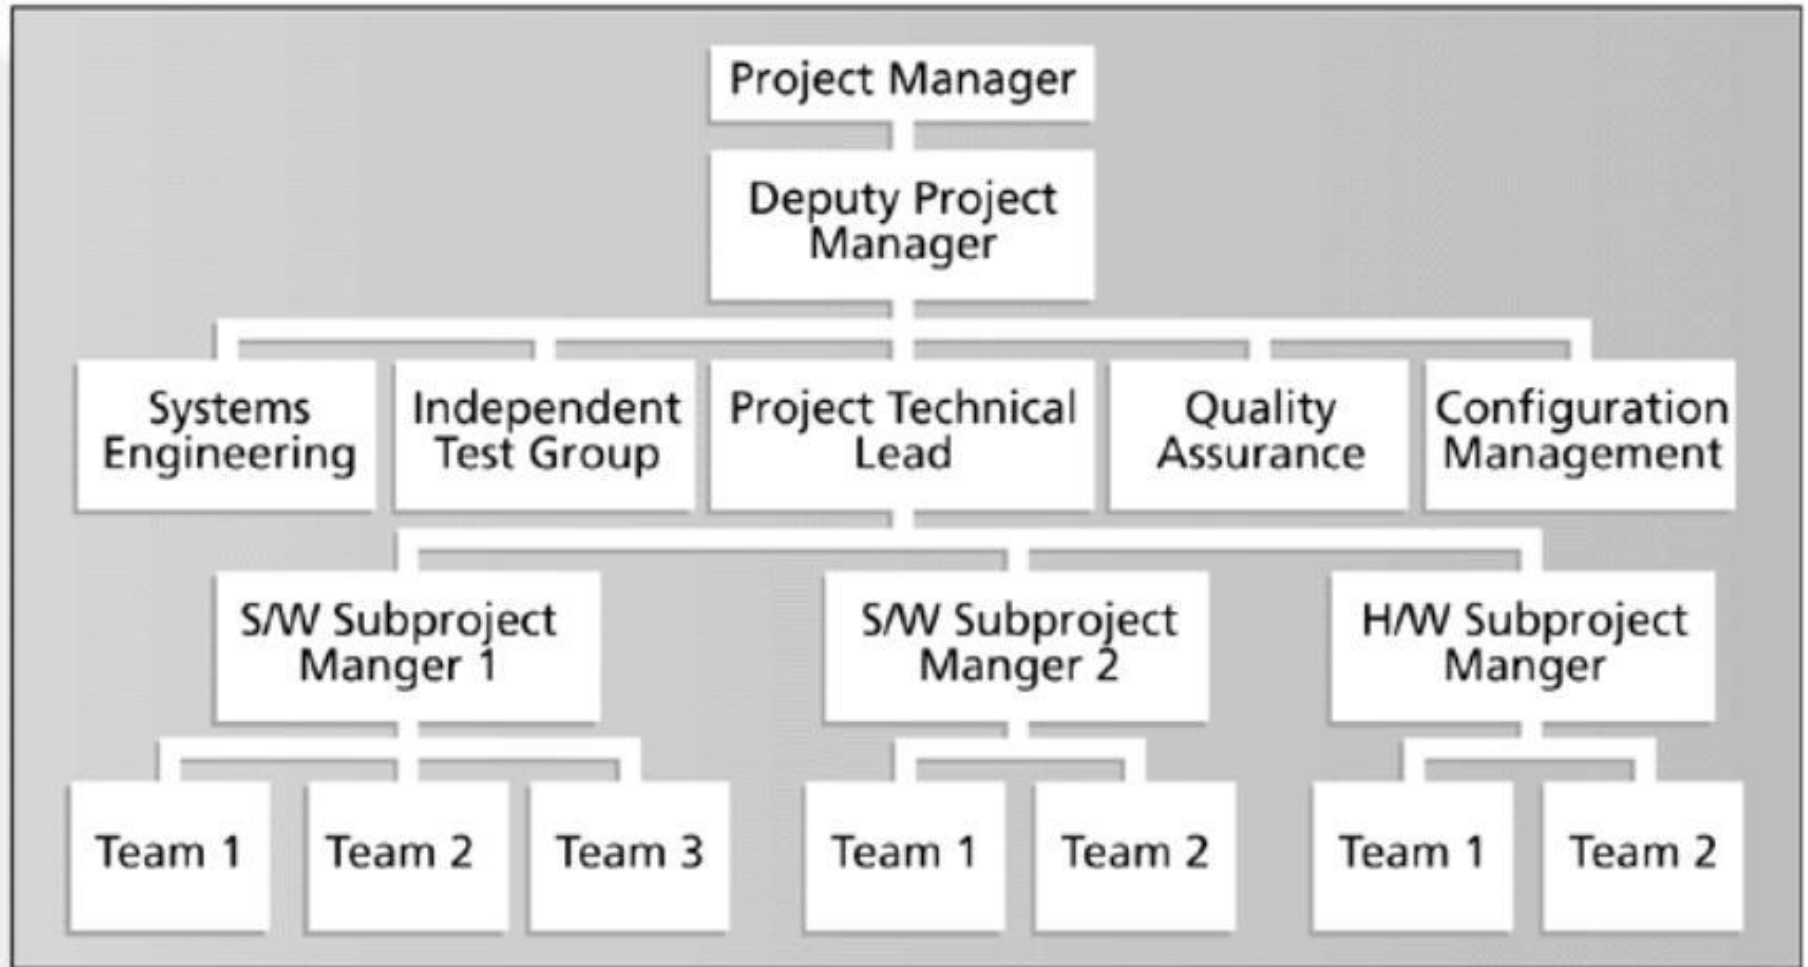 Project Manager
Deputy Project
Manager
Systems
Engineering
Independent
Test Group
Project Technical
Lead
Quality
Assurance
Configuration
Management
S/W Subproject
Manger 1
S/W Subproject
Manger 2
H/W Subproject
Manger
Team 1
Team 2
Team 3
Team 1
Team 2
Team 1
Team 2